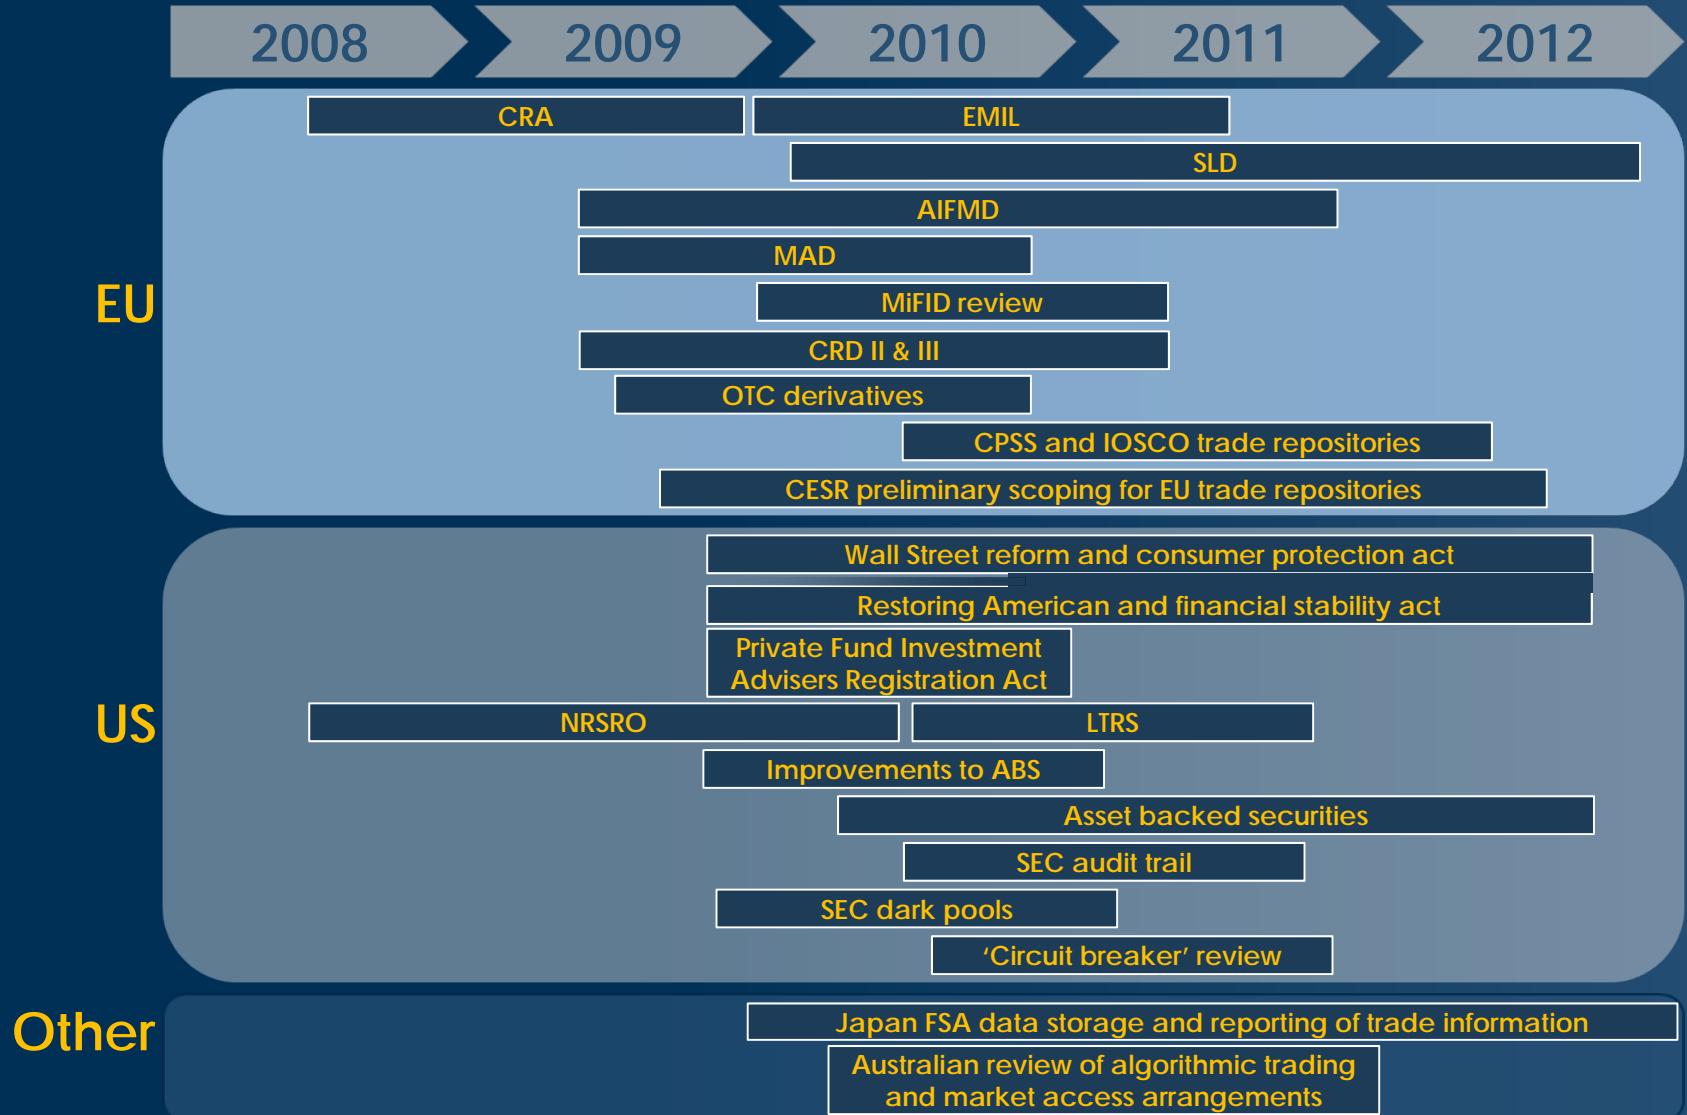 2008 2009 2010 2011 2012
EU
CRA EMIL
SLD
AIFMD
MAD
MiFID review
CRD II & III
OTC derivatives
CPSS and IOSCO trade repositories
CESR preliminary scoping for EU trade repositories
US
Wall Street reform and consumer protection act
Restoring American and financial stability act
Private Fund Investment
Advisers Registration Act
NRSRO LTRS
Improvements to ABS
Asset backed securities
SEC audit trail
SEC dark pools
‘Circuit breaker’ review
Other
Japan FSA data storage and reporting of trade information
Australian review of algorithmic trading
and market access arrangements